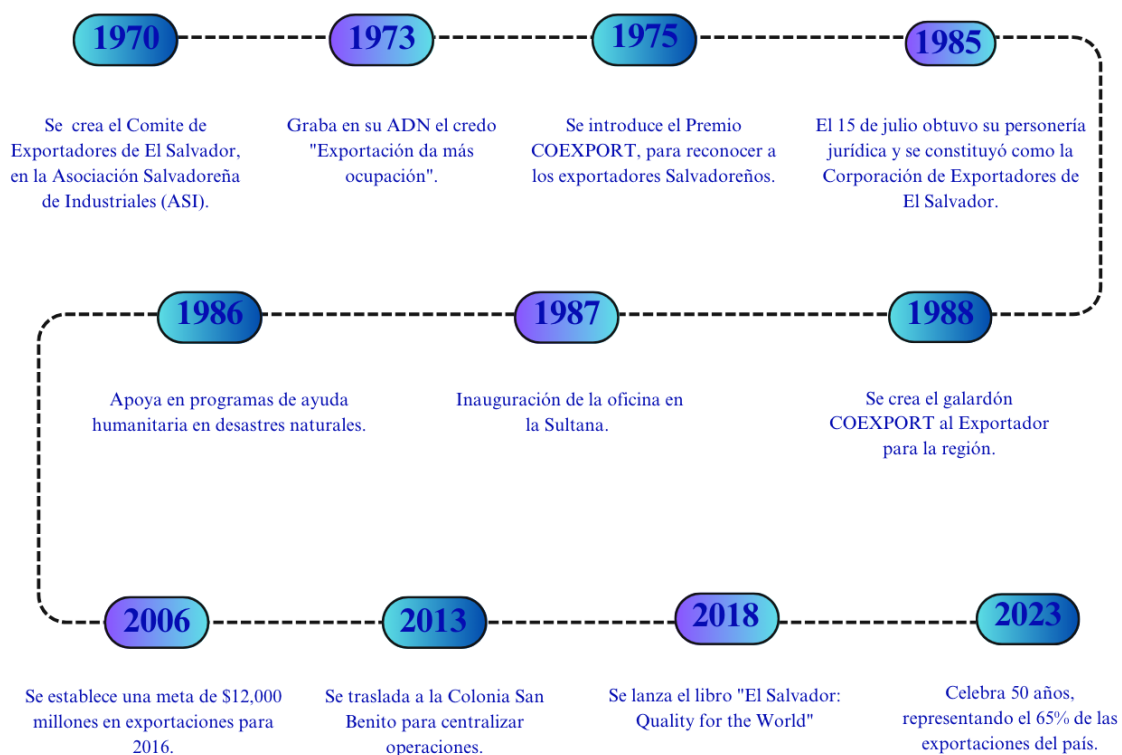 1970
Se crea el Comite de
Exportadores de El Salvador,
en la Asociación Salvadoreña
de Industriales (ASI).
1973
Graba en su ADN el credo
"Exportación da más
ocupación".
1975
Se introduce el Premio
COEXPORT, para reconocer a
los exportadores Salvadoreños.
1985
El 15 de julio obtuvo su personería
jurídica y se constituyó como la
Corporación de Exportadores de
El Salvador.
1986
Apoya en programas de ayuda
humanitaria en desastres naturales.
1987
Inauguración de la oficina en
la Sultana.
1988
Se crea el galardón
COEXPORT al Exportador
para la región.
2006
Se establece una meta de $12,000
millones en exportaciones para
2016.
2013
Se traslada a la Colonia San
Benito para centralizar
operaciones.
2018
Se lanza el libro "El Salvador:
Quality for the World"
2023
Celebra 50 años,
representando el 65% de las
exportaciones del país.